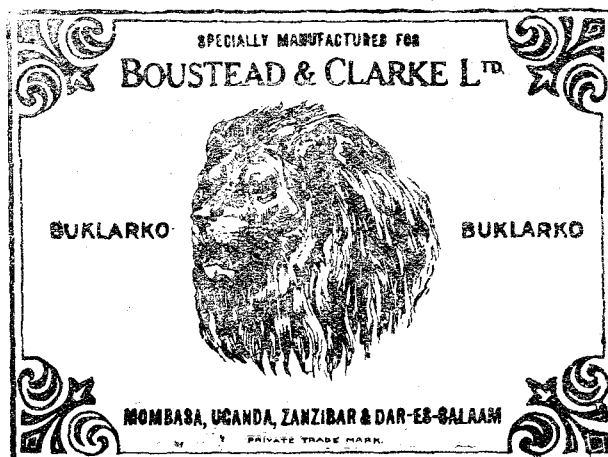 SPECIALLY MANUFACTURED FOR
BOUSTEAD & CLARKE LTD.
BUKLARKO BUKLARKO
MOMBASA, UGANDA, ZANZIBAR & DAR-ES-SALAAM
PRIVATE TRADE MARK.